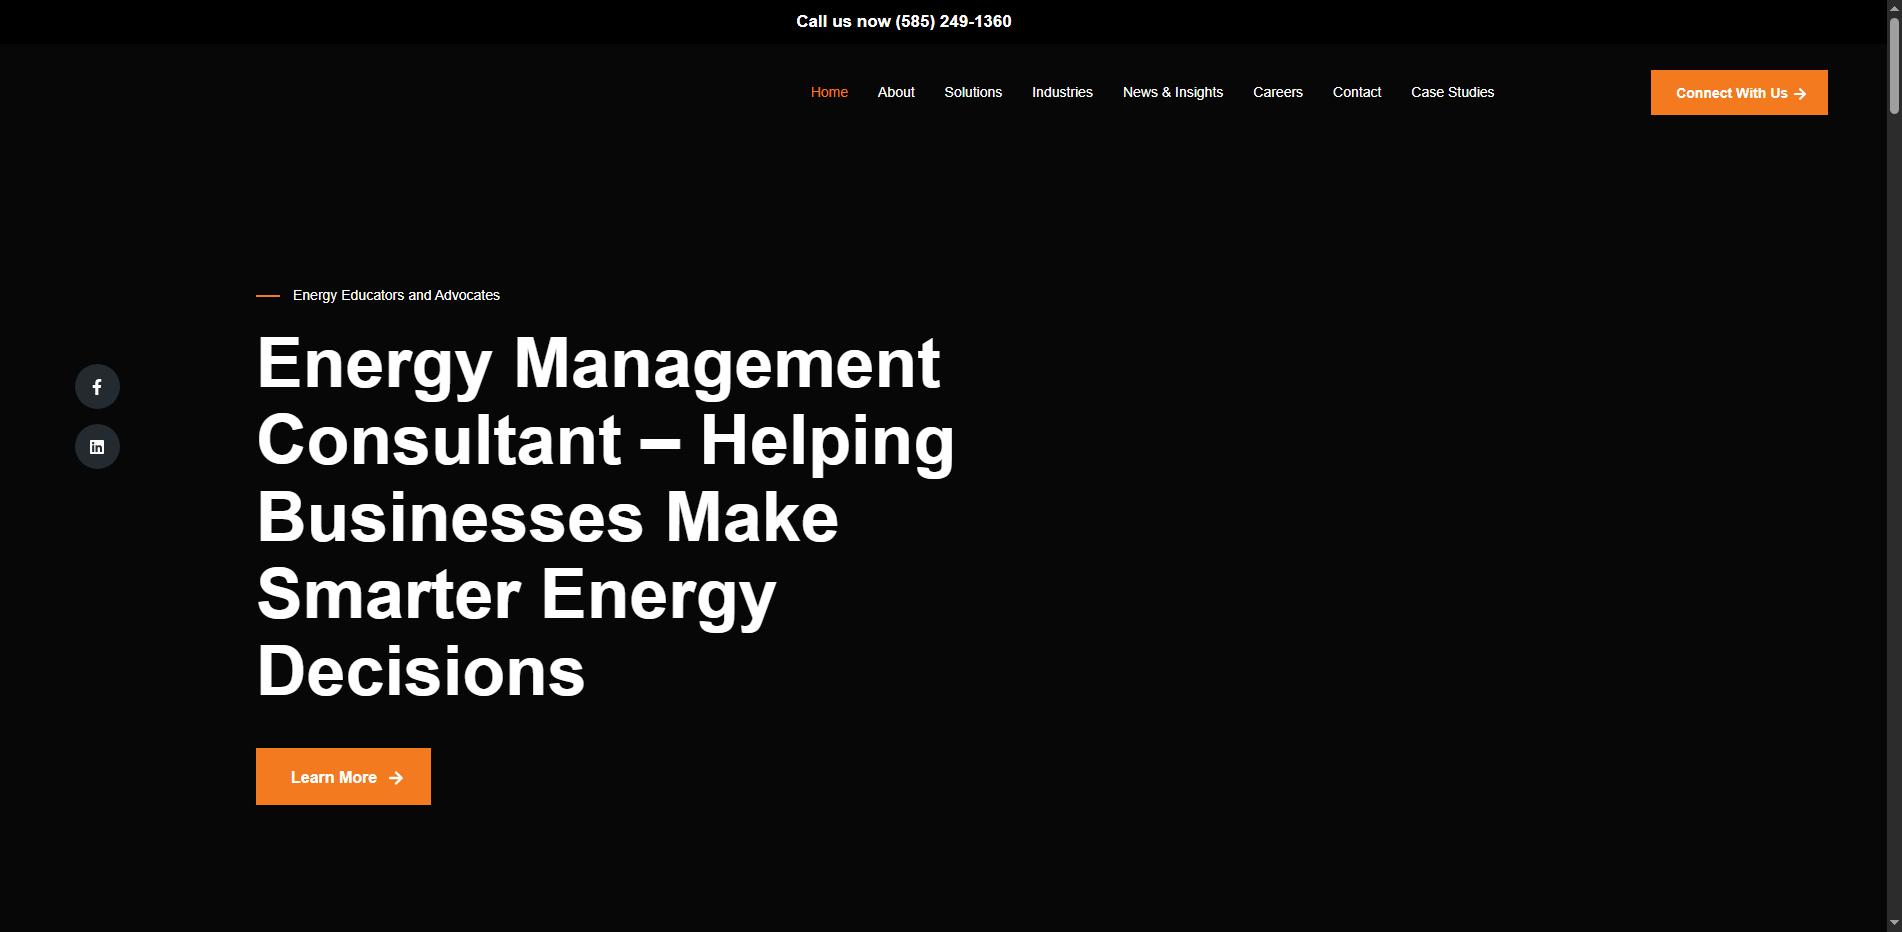 Call us now (585) 249-1360
Home About Solutions Industries News & Insights Careers Contact Case Studies
Connect With Us
Energy Educators and Advocates
Energy Management
Consultant – Helping
Businesses Make
Smarter Energy
Decisions
Learn More